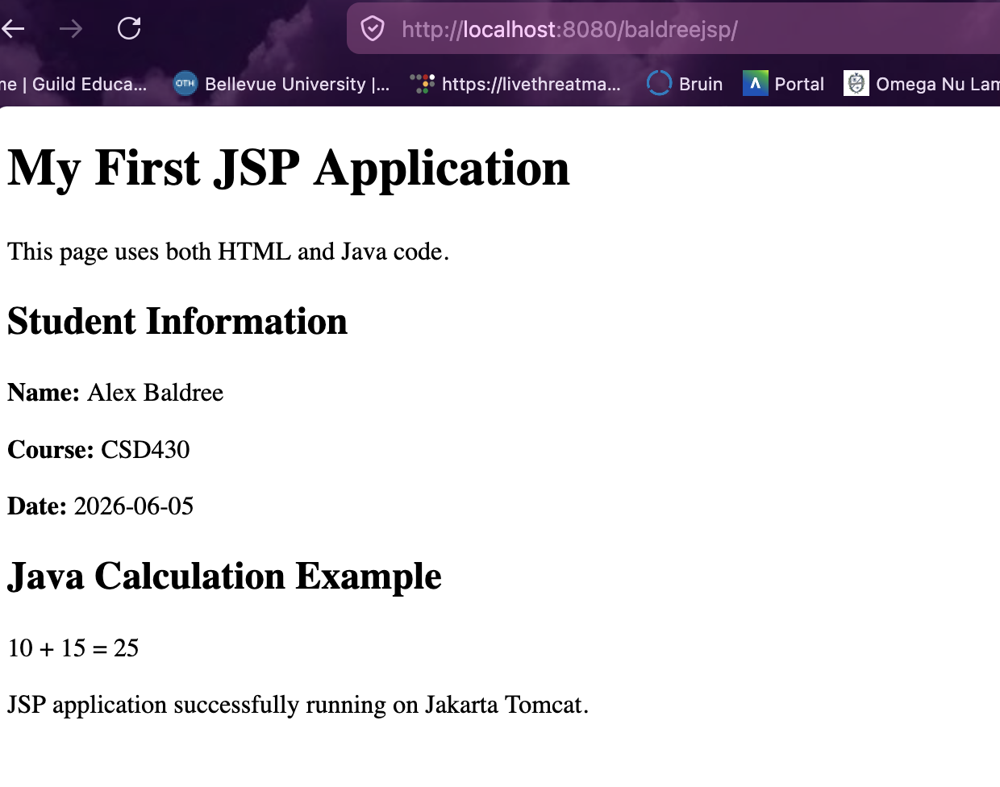 http://localhost:8080/baldreejsp/
me | Guild Educa... OTH Bellevue University |... https://livethreatma... Bruin Portal Omega Nu Lam
My First JSP Application
This page uses both HTML and Java code.
Student Information
Name: Alex Baldree
Course: CSD430
Date: 2026-06-05
Java Calculation Example
10 + 15 = 25
JSP application successfully running on Jakarta Tomcat.